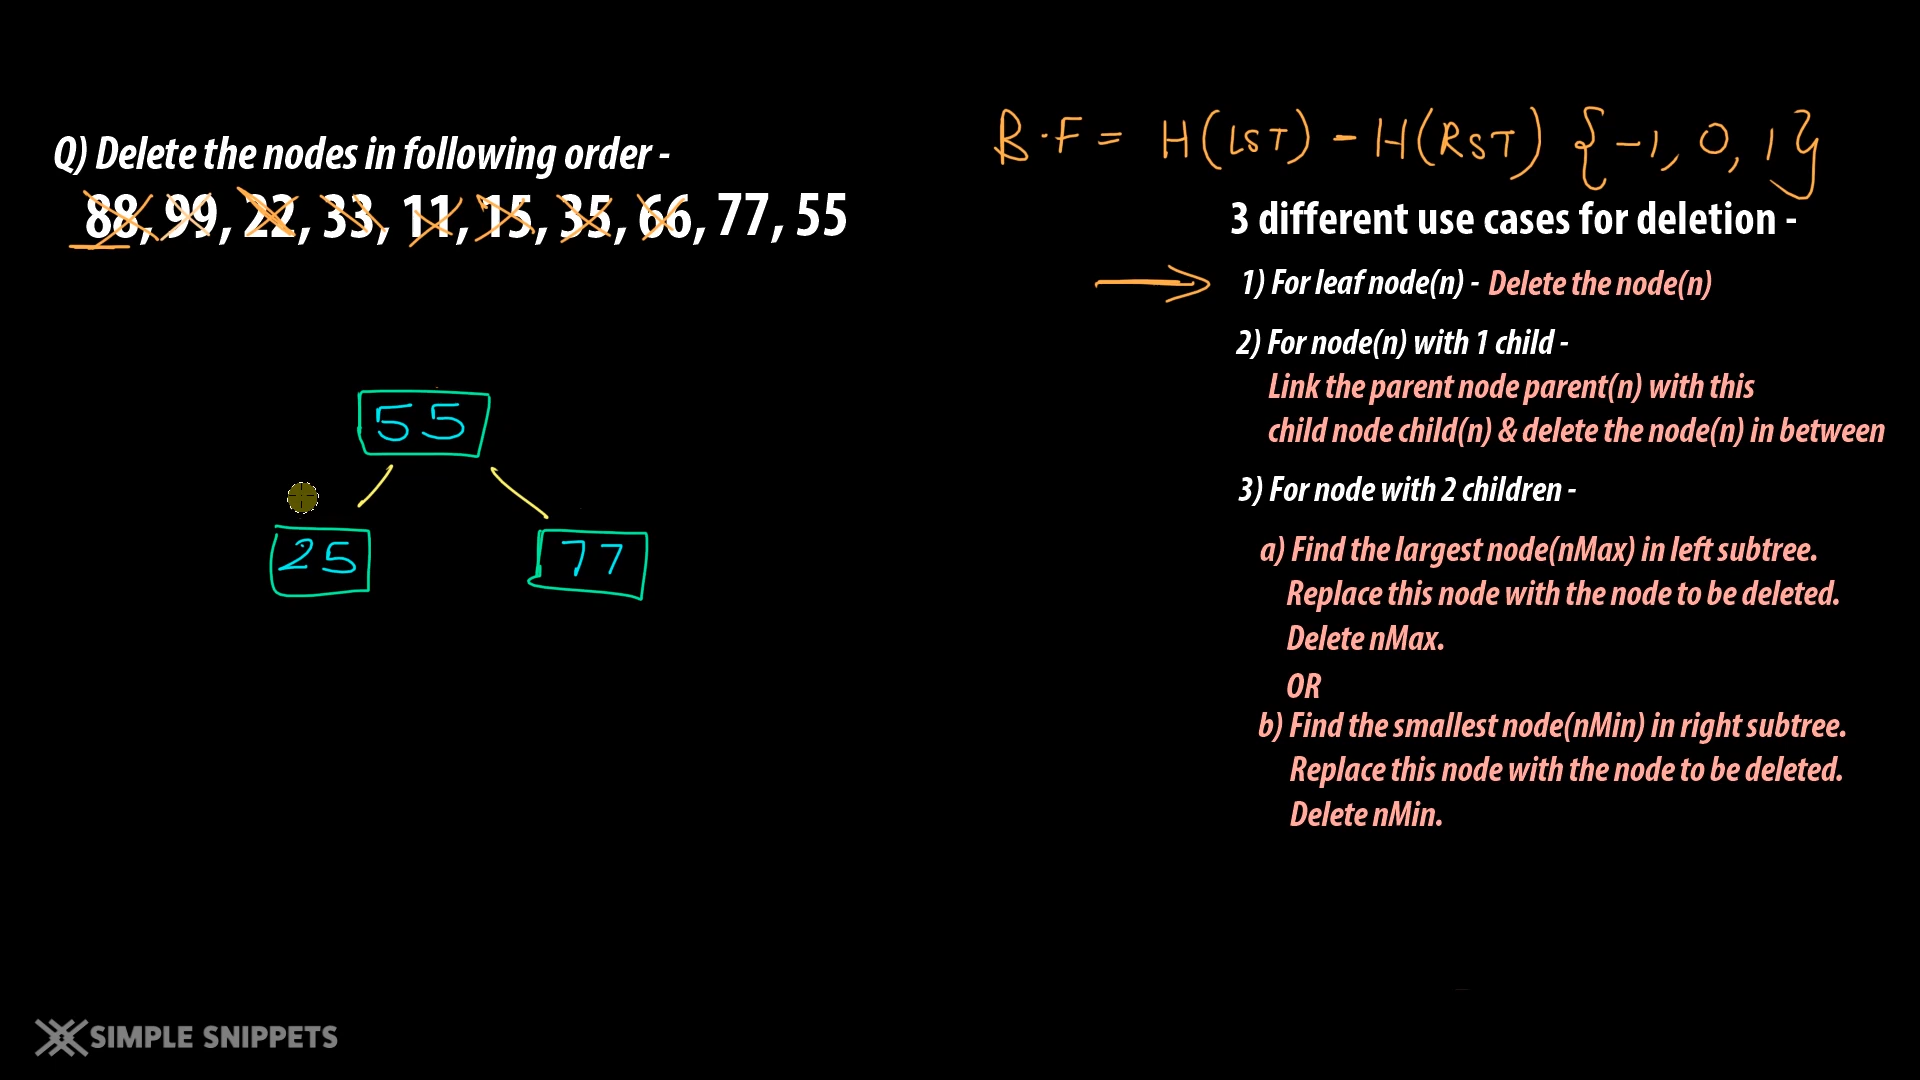 Q) Delete the nodes in following order -
88, 99, 22, 33, 11, 15, 35, 66, 77, 55
55
25
77
B.F = H(LST) - H(RST) {-1, 0, 1}
3 different use cases for deletion -
1) For leaf node(n) - Delete the node(n)
2) For node(n) with 1 child -
Link the parent node parent(n) with this
child node child(n) & delete the node(n) in between
3) For node with 2 children -
a) Find the largest node(nMax) in left subtree.
Replace this node with the node to be deleted.
Delete nMax.
OR
b) Find the smallest node(nMin) in right subtree.
Replace this node with the node to be deleted.
Delete nMin.
SIMPLE SNIPPETS